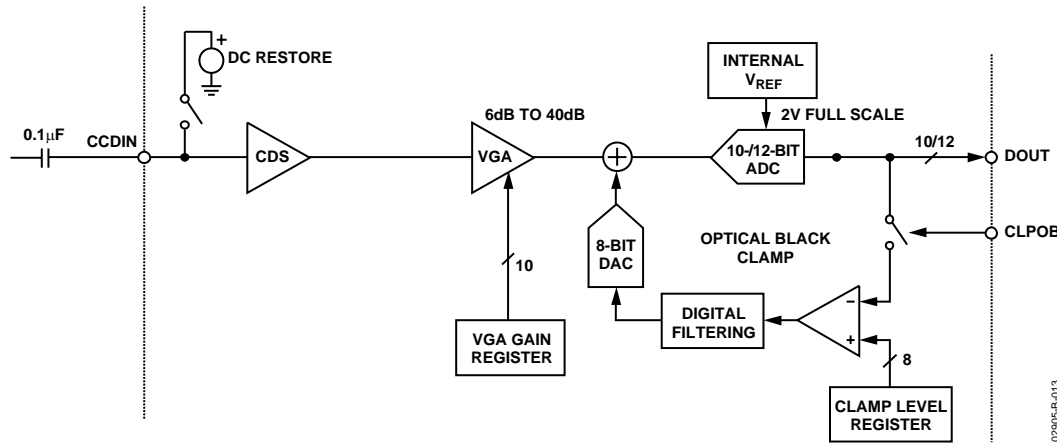 DC RESTORE
+
INTERNAL
VREF
6dB TO 40dB
2V FULL SCALE
0.1μF
CCDIN
CDS
VGA
+
10-/12-BIT
ADC
10/12
DOUT
CLPOB
8-BIT
DAC
OPTICAL BLACK
CLAMP
10
–
+
DIGITAL
FILTERING
VGA GAIN
REGISTER
8
CLAMP LEVEL
REGISTER
02905-B-013